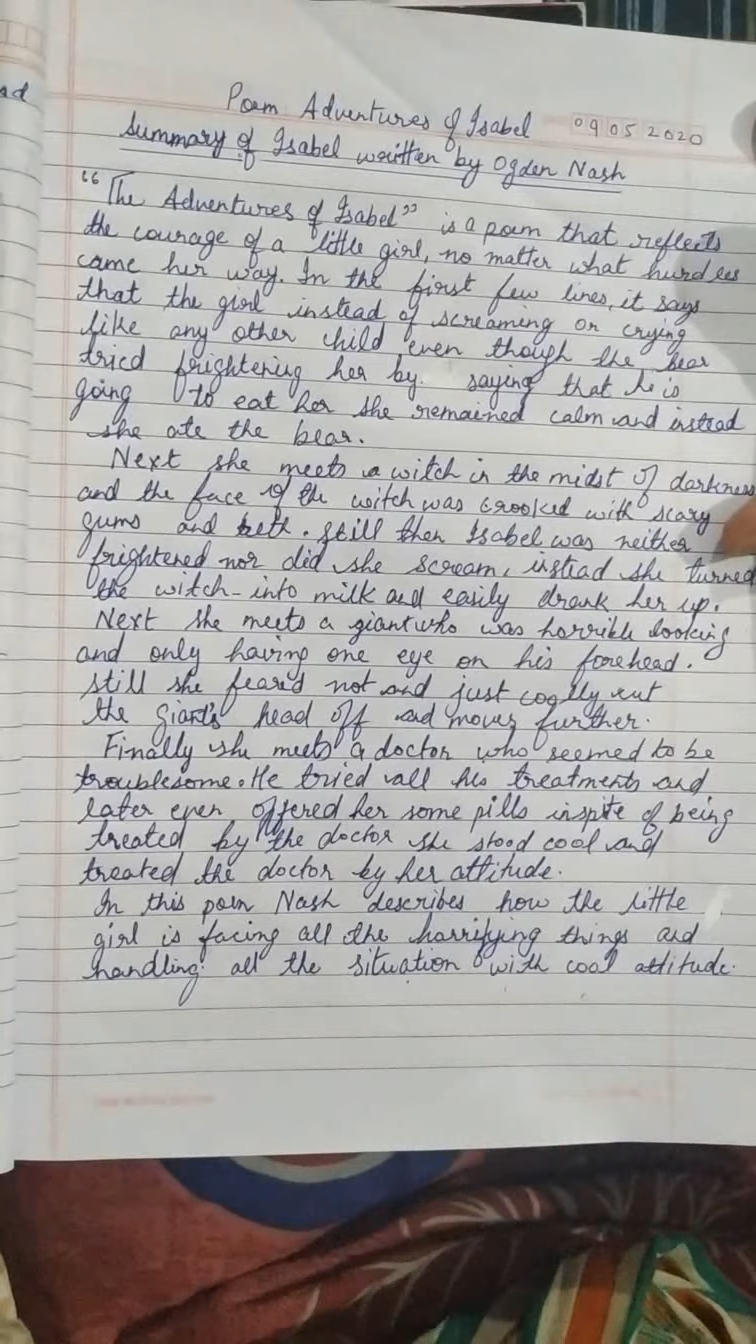 ad
Poem Adventures of Isabel
09 05 2020
Summary of Isabel written by Ogden Nash
"The Adventures of Isabel" is a poem that reflects
the courage of a little girl, no matter what hurdles
came her way. In the first few lines, it says
that the girl instead of screaming or crying
like any other child even though the bear
tried frightening her by. saying that he is
going to eat her she remained calm and instead
she ate the bear.
Next she meets a witch in the midst of darkness
and the face of the witch was crooked with scary
gums and teeth. Still then Isabel was neither
frightened nor did she scream, instead she turned
the witch into milk and easily drank her up.
Next she meets a giant who was horrible looking
and only having one eye on his forehead.
Still she feared not and just coolly cut
the giant's head off and moves further.
Finally she meets a doctor who seemed to be
troublesome. He tried all his treatments and
later even offered her some pills inspite of being
treated by the doctor she stood cool and
treated the doctor by her attitude.
In this poem Nash describes how the little
girl is facing all the horrifying things and
handling all the situation with cool attitude.